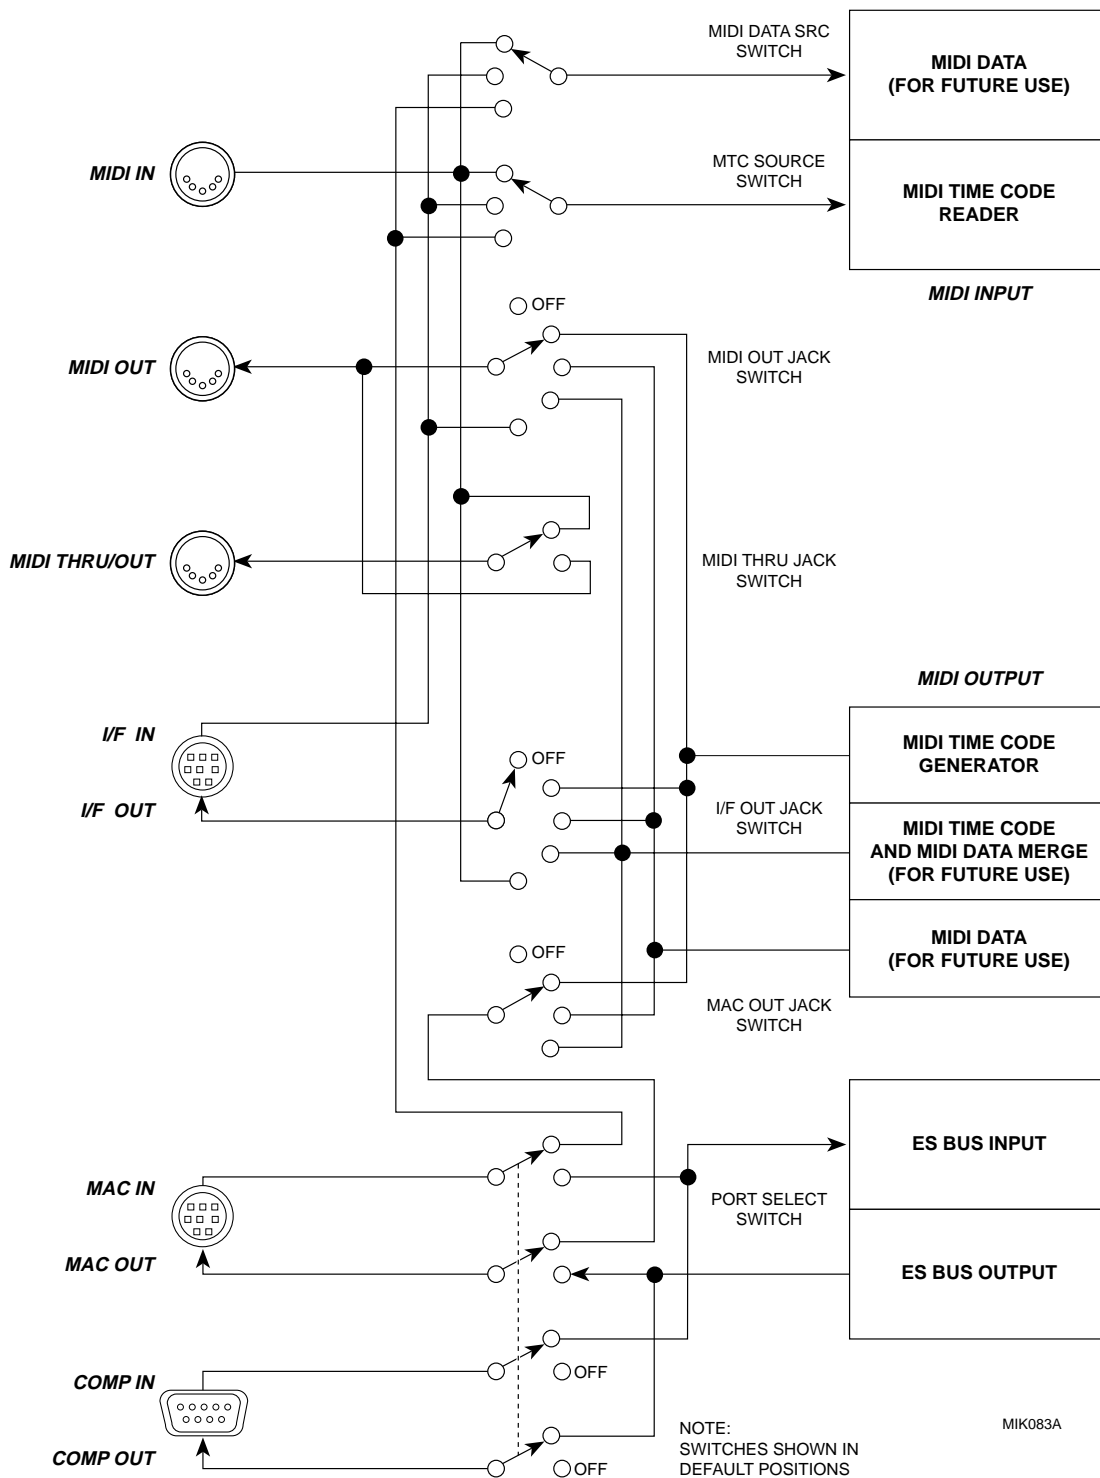 MIDI DATA SRC
SWITCH
MIDI DATA
(FOR FUTURE USE)
MIDI IN
MTC SOURCE
SWITCH
MIDI TIME CODE
READER
MIDI INPUT
OFF
MIDI OUT
MIDI OUT JACK
SWITCH
MIDI THRU/OUT
MIDI THRU JACK
SWITCH
MIDI OUTPUT
I/F IN
OFF
MIDI TIME CODE
GENERATOR
I/F OUT
I/F OUT JACK
SWITCH
MIDI TIME CODE
AND MIDI DATA MERGE
(FOR FUTURE USE)
OFF
MIDI DATA
(FOR FUTURE USE)
MAC OUT JACK
SWITCH
ES BUS INPUT
MAC IN
PORT SELECT
SWITCH
MAC OUT
ES BUS OUTPUT
COMP IN
OFF
COMP OUT
OFF
NOTE:
SWITCHES SHOWN IN
DEFAULT POSITIONS
MIK083A